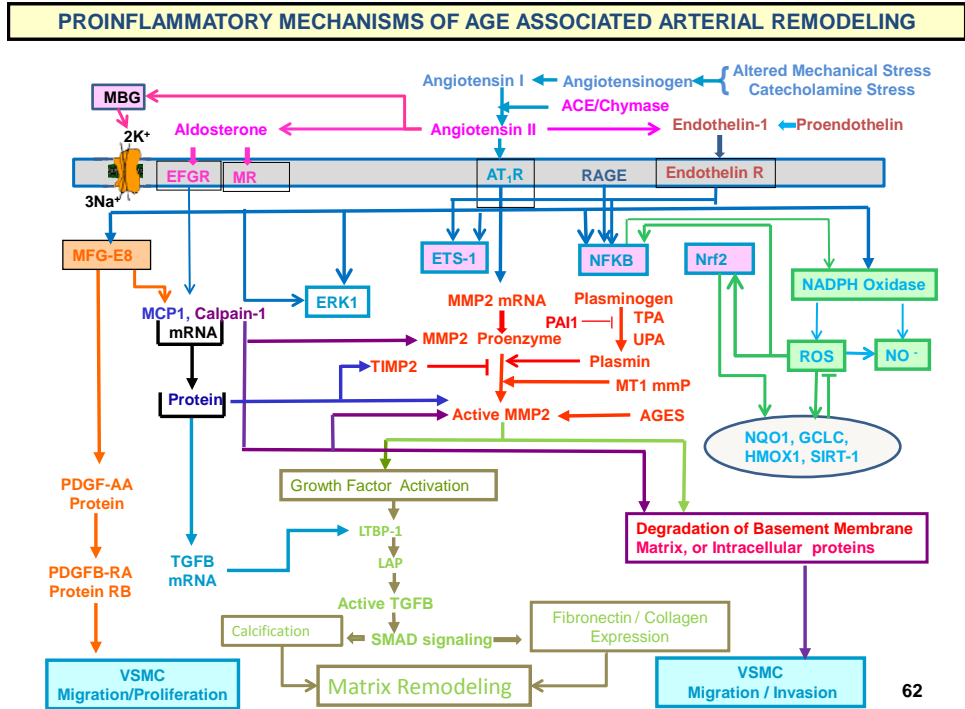 PROINFLAMMATORY MECHANISMS OF AGE ASSOCIATED ARTERIAL REMODELING
Angiotensin I
Angiotensinogen
Altered Mechanical Stress
Catecholamine Stress
MBG
ACE/Chymase
2K+
Aldosterone
Angiotensin II
Endothelin-1
Proendothelin
EFGR
MR
AT1R
RAGE
Endothelin R
3Na+
MFG-E8
ETS-1
NFKB
Nrf2
NADPH Oxidase
MCP1, Calpain-1
mRNA
ERK1
MMP2 mRNA
Plasminogen
PAI1
TPA
UPA
MMP2 Proenzyme
Plasmin
ROS
NO -
TIMP2
MT1 mmP
Protein
Active MMP2
AGES
NQO1, GCLC,
HMOX1, SIRT-1
Growth Factor Activation
PDGF-AA
Protein
LTBP-1
Degradation of Basement Membrane
Matrix, or Intracellular proteins
TGFB
mRNA
LAP
PDGFB-RA
Protein RB
Active TGFB
Calcification
SMAD signaling
Fibronectin / Collagen
Expression
VSMC
Migration/Proliferation
Matrix Remodeling
VSMC
Migration / Invasion
62